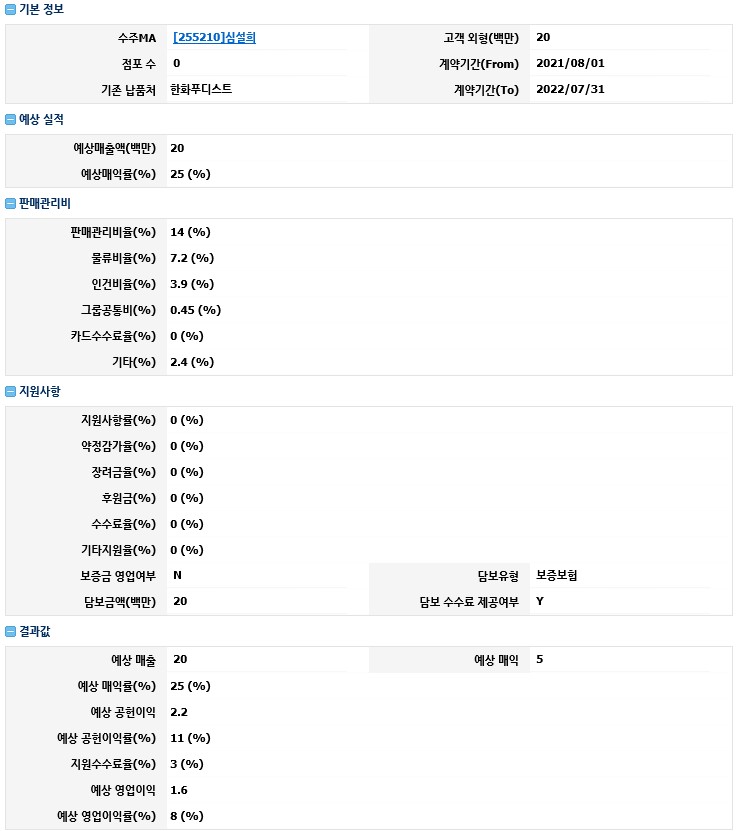 기본 정보
수주MA [255210]심설희 고객 외형(백만) 20
점포 수 0 계약기간(From) 2021/08/01
기존 납품처 한화푸디스트 계약기간(To) 2022/07/31
예상 실적
예상매출액(백만) 20
예상매익률(%) 25 (%)
판매관리비
판매관리비율(%) 14 (%)
물류비율(%) 7.2 (%)
인건비율(%) 3.9 (%)
그룹공통비(%) 0.45 (%)
카드수수료율(%) 0 (%)
기타(%) 2.4 (%)
지원사항
지원사항률(%) 0 (%)
약정감가율(%) 0 (%)
장려금율(%) 0 (%)
후원금(%) 0 (%)
수수료율(%) 0 (%)
기타지원율(%) 0 (%)
보증금 영업여부 N 담보유형 보증보험
담보금액(백만) 20 담보 수수료 제공여부 Y
결과값
예상 매출 20 예상 매익 5
예상 매익률(%) 25 (%)
예상 공헌이익 2.2
예상 공헌이익률(%) 11 (%)
지원수수료율(%) 3 (%)
예상 영업이익 1.6
예상 영업이익률(%) 8 (%)